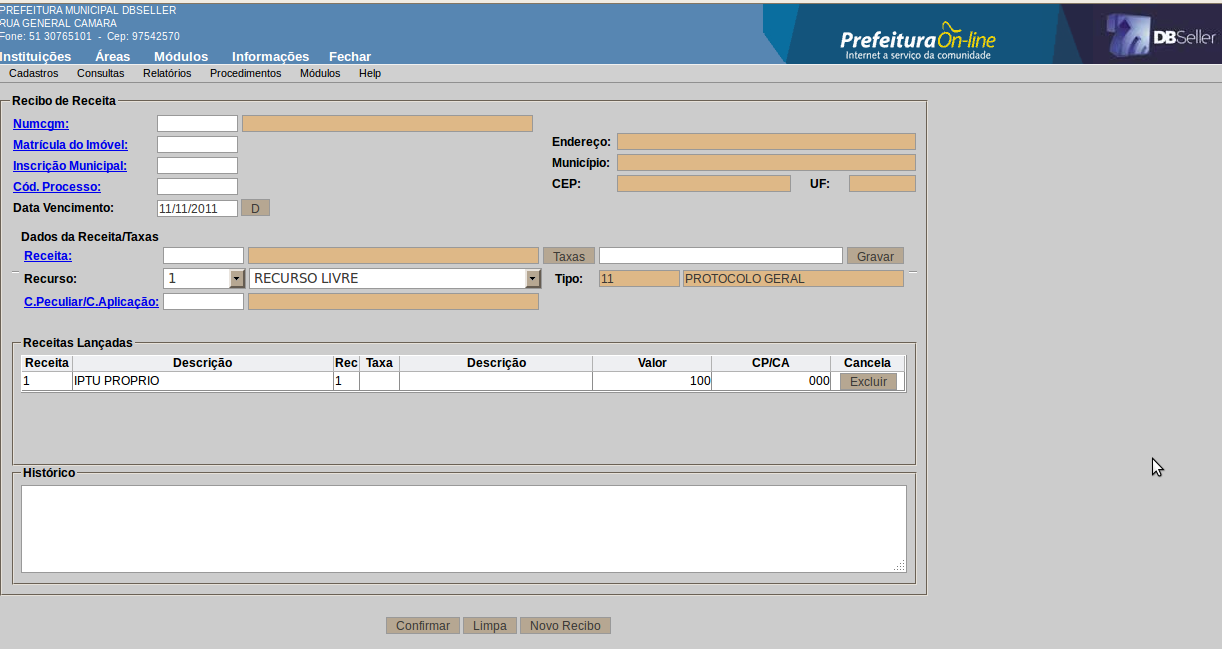 PREFEITURA MUNICIPAL DBSELLER
RUA GENERAL CAMARA
Fone: 51 30765101 - Cep: 97542570
Instituições Áreas Módulos Informações Fechar
PrefeituraOn-line
Internet a serviço da comunidade
DBSeller
Cadastros Consultas Relatórios Procedimentos Módulos Help
Recibo de Receita
Numcgm:
Matrícula do Imóvel:
Inscrição Municipal:
Cód. Processo:
Data Vencimento: 11/11/2011 D
Endereço:
Município:
CEP: UF:
Dados da Receita/Taxas
Receita: Taxas Gravar
Recurso: 1 RECURSO LIVRE Tipo: 11 PROTOCOLO GERAL
C.Peculiar/C.Aplicação:
Receitas Lançadas
Receita Descrição Rec Taxa Descrição Valor CP/CA Cancela
1 IPTU PROPRIO 1 100 000 Excluir
Histórico
Confirmar Limpa Novo Recibo